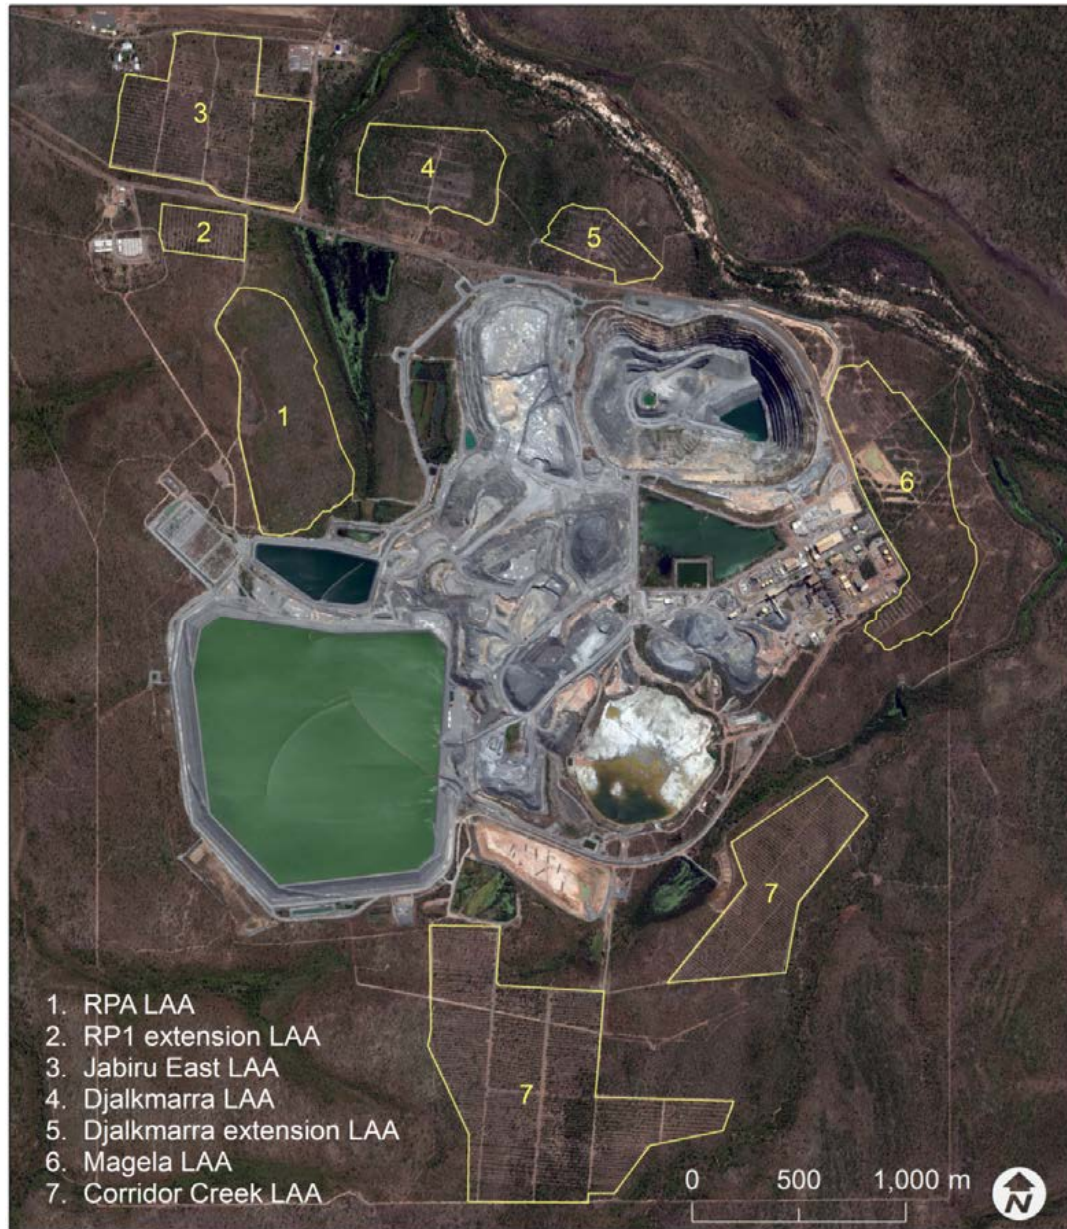 3
4
2
5
1
6
7
7
1. RPA LAA
2. RP1 extension LAA
3. Jabiru East LAA
4. Djalkmarra LAA
5. Djalkmarra extension LAA
6. Magela LAA
7. Corridor Creek LAA
0 500 1,000 m
N